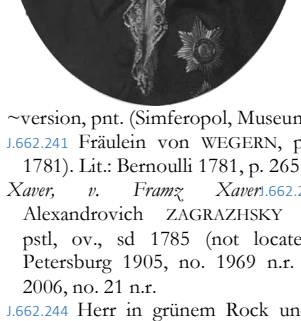 ~version, pnt. (Simferopol, Museum
J.662.241 Fräulein von WEGERN, p
1781). Lit.: Bernoulli 1781, p. 265
Xaver, v. Framz Xaver J.662.2
Alexandrovich ZAGRAZHSKY
pstl, ov., sd 1785 (not locate
Petersburg 1905, no. 1969 n.r.
2006, no. 21 n.r.
J.662.244 Herr in grünem Rock un